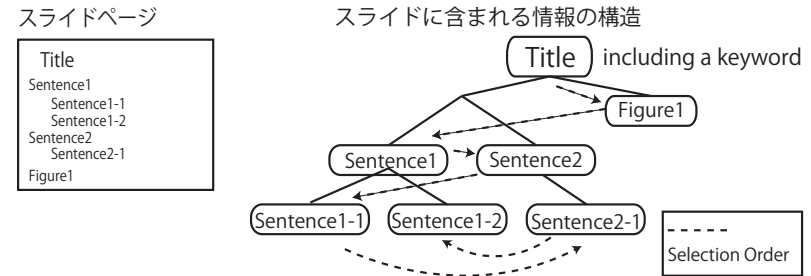 スライドページ
Title
Sentence1
Sentence1-1
Sentence1-2
Sentence2
Sentence2-1
Figure1
スライドに含まれる情報の構造
Title including a keyword
Figure1
Sentence1 Sentence2
Sentence1-1 Sentence1-2 Sentence2-1
Selection Order